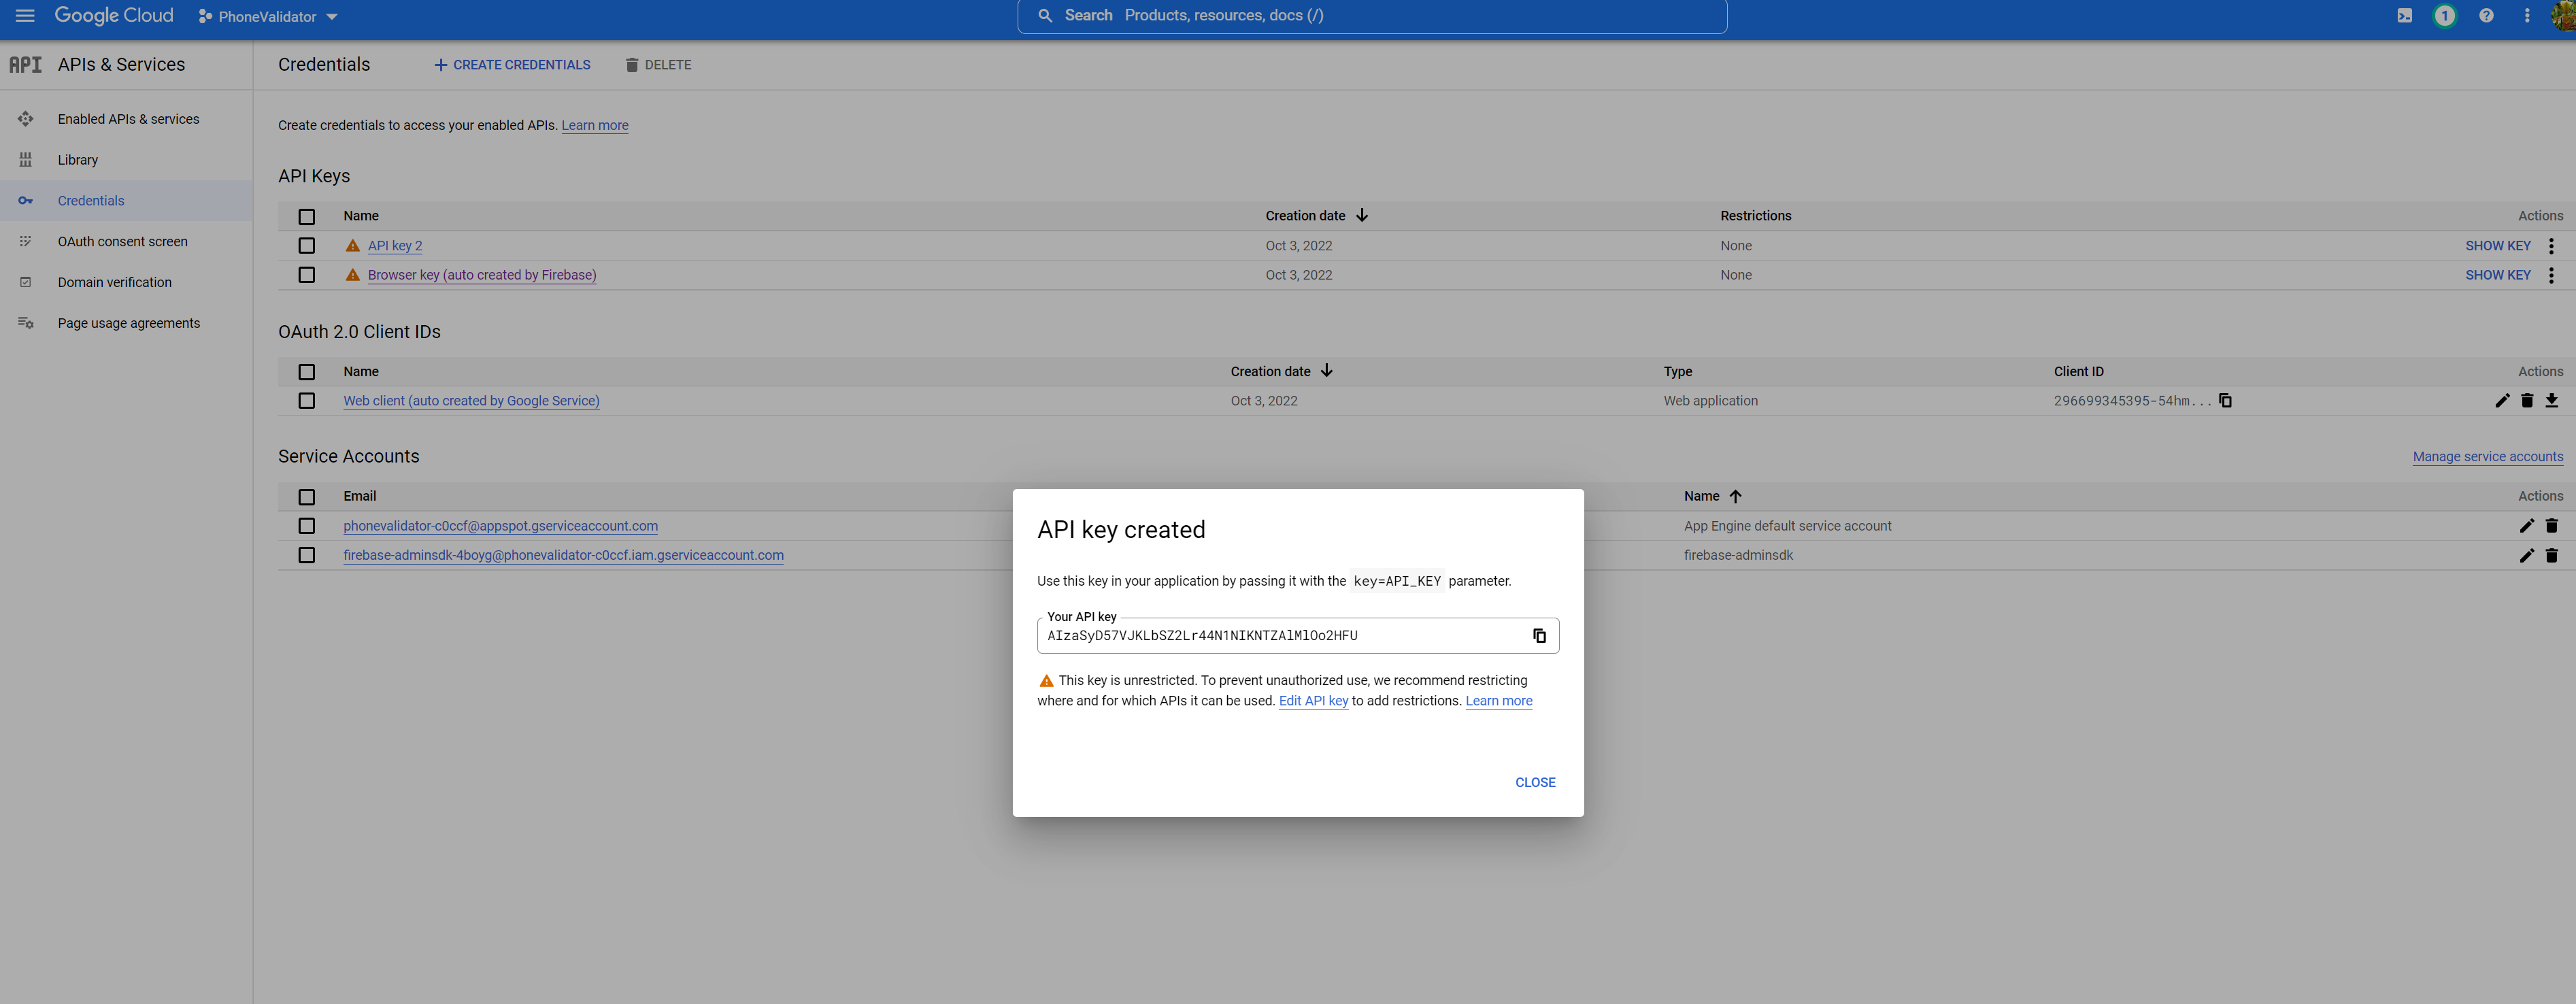 Google Cloud PhoneValidator Search Products, resources, docs (/) 1
API APIs & Services
Enabled APIs & services
Library
Credentials
OAuth consent screen
Domain verification
Page usage agreements
Credentials + CREATE CREDENTIALS DELETE
Create credentials to access your enabled APIs. Learn more
API Keys
Name Creation date Restrictions Actions
API key 2 Oct 3, 2022 None SHOW KEY
Browser key (auto created by Firebase) Oct 3, 2022 None SHOW KEY
OAuth 2.0 Client IDs
Name Creation date Type Client ID Actions
Web client (auto created by Google Service) Oct 3, 2022 Web application 296699345395-54hm...
Service Accounts Manage service accounts
Email Name Actions
phonevalidator-c0ccf@appspot.gserviceaccount.com App Engine default service account
firebase-adminsdk-4boyg@phonevalidator-c0ccf.iam.gserviceaccount.com firebase-adminsdk
API key created
Use this key in your application by passing it with the key=API_KEY parameter.
Your API key
AIzaSyD57VJKLbSZ2Lr44N1NIKNTZAlMlOo2HFU
This key is unrestricted. To prevent unauthorized use, we recommend restricting
where and for which APIs it can be used. Edit API key to add restrictions. Learn more
CLOSE